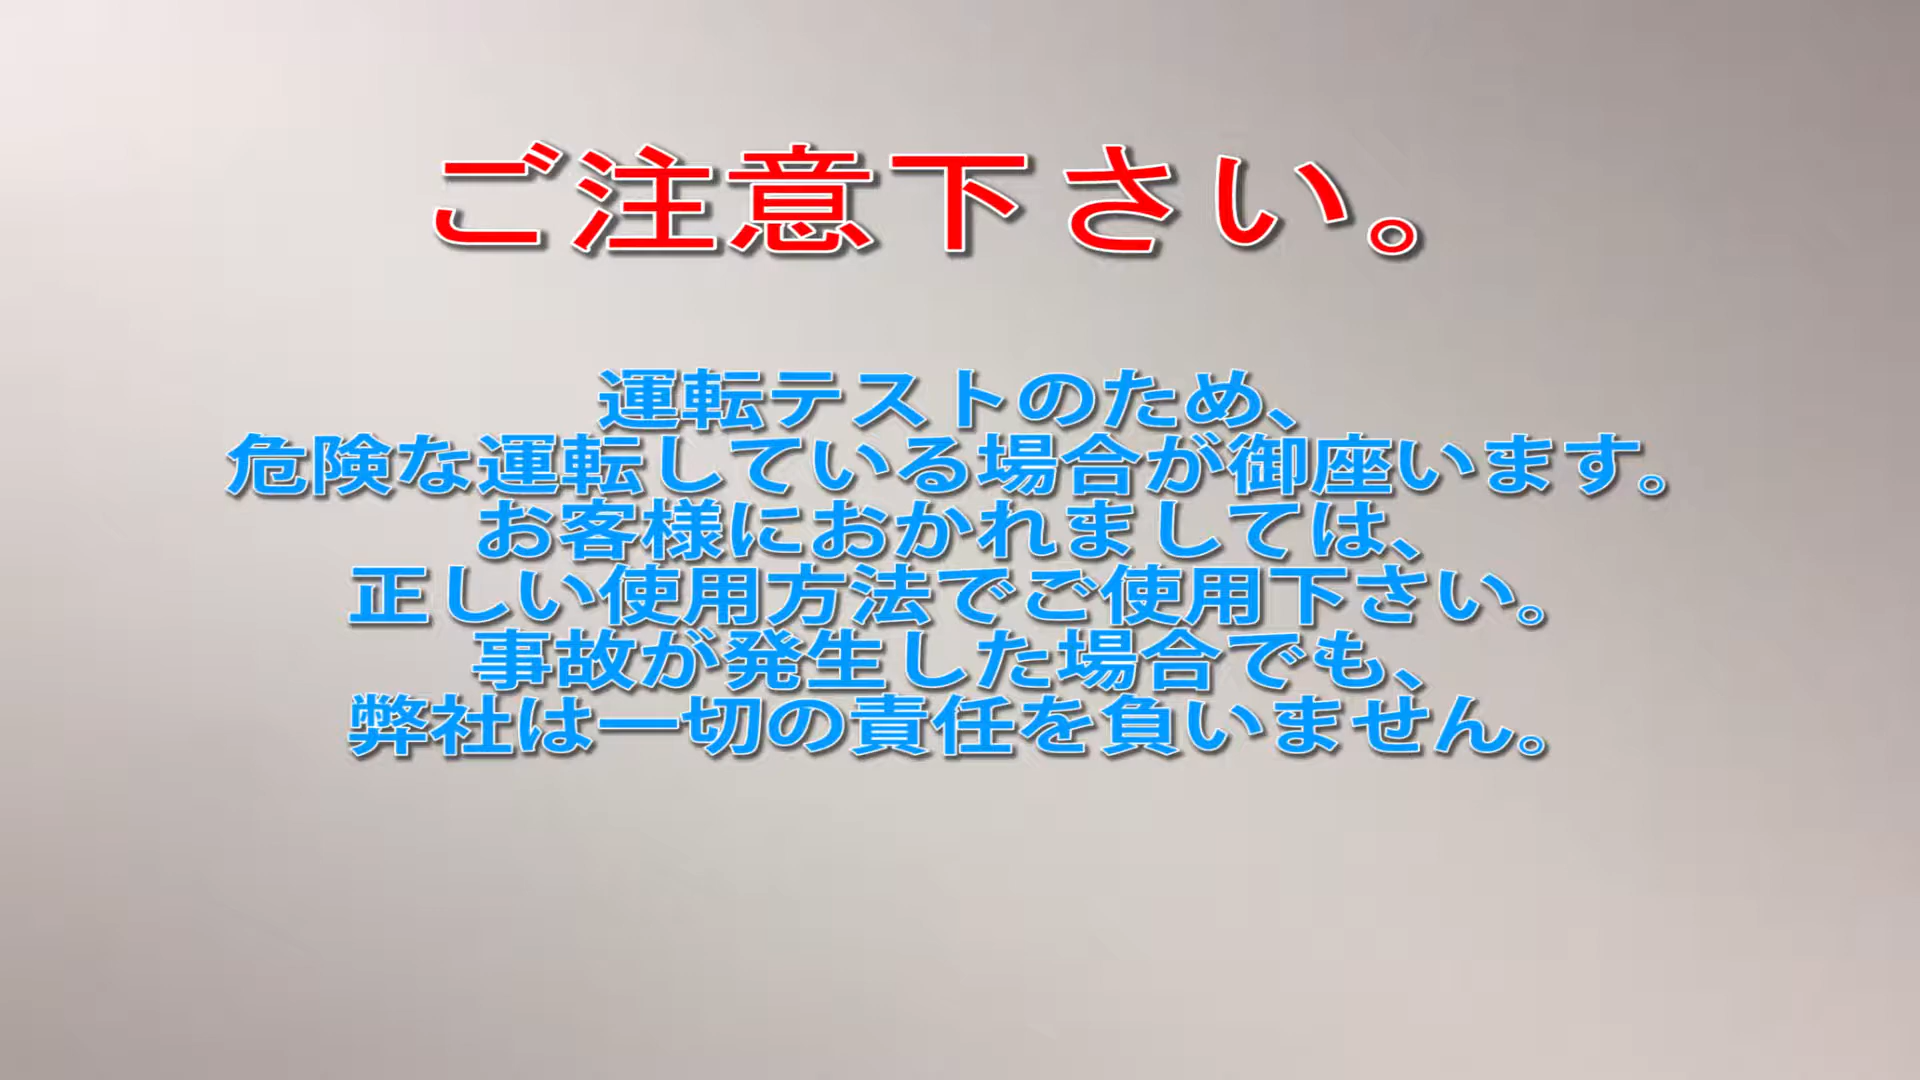 ご注意下さい。
運転テストのため、
危険な運転している場合が御座います。
お客様におかれましては、
正しい使用方法でご使用下さい。
事故が発生した場合でも、
弊社は一切の責任を負いません。